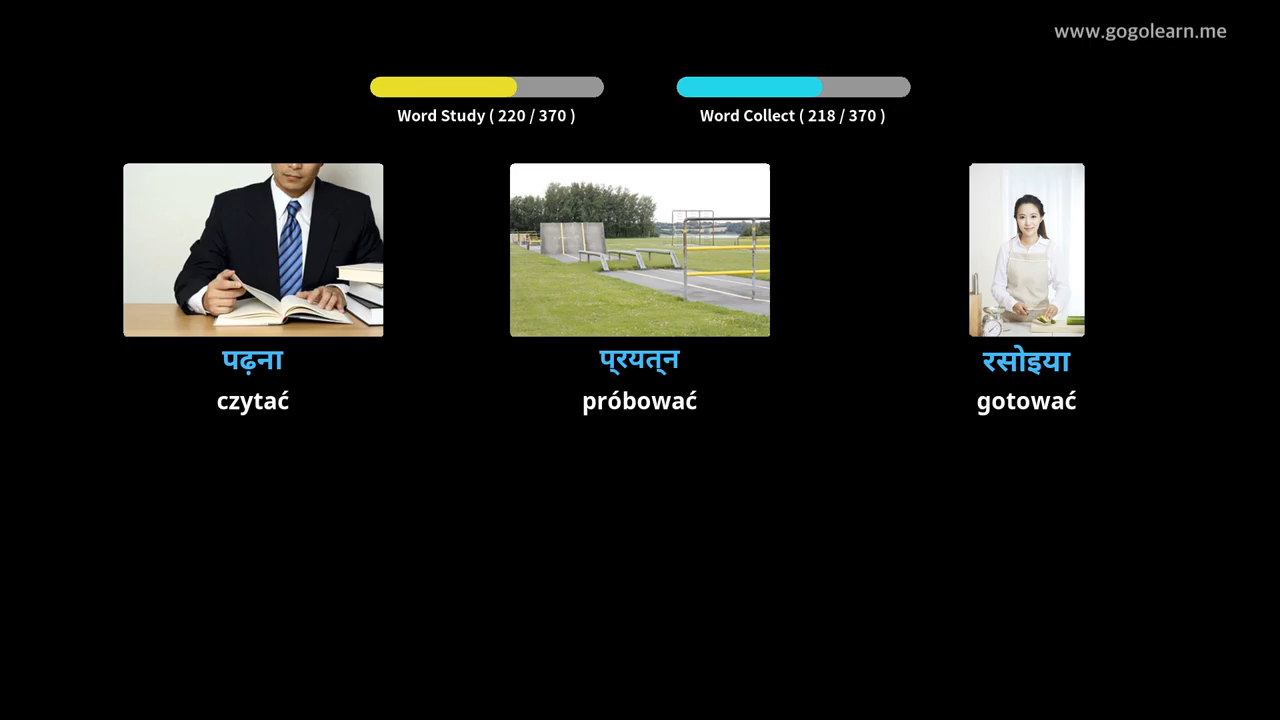 www.gogolearn.me
Word Study ( 220 / 370 )
Word Collect ( 218 / 370 )
पढ़ना
प्रयत्न
रसोइया
czytać
próbować
gotować